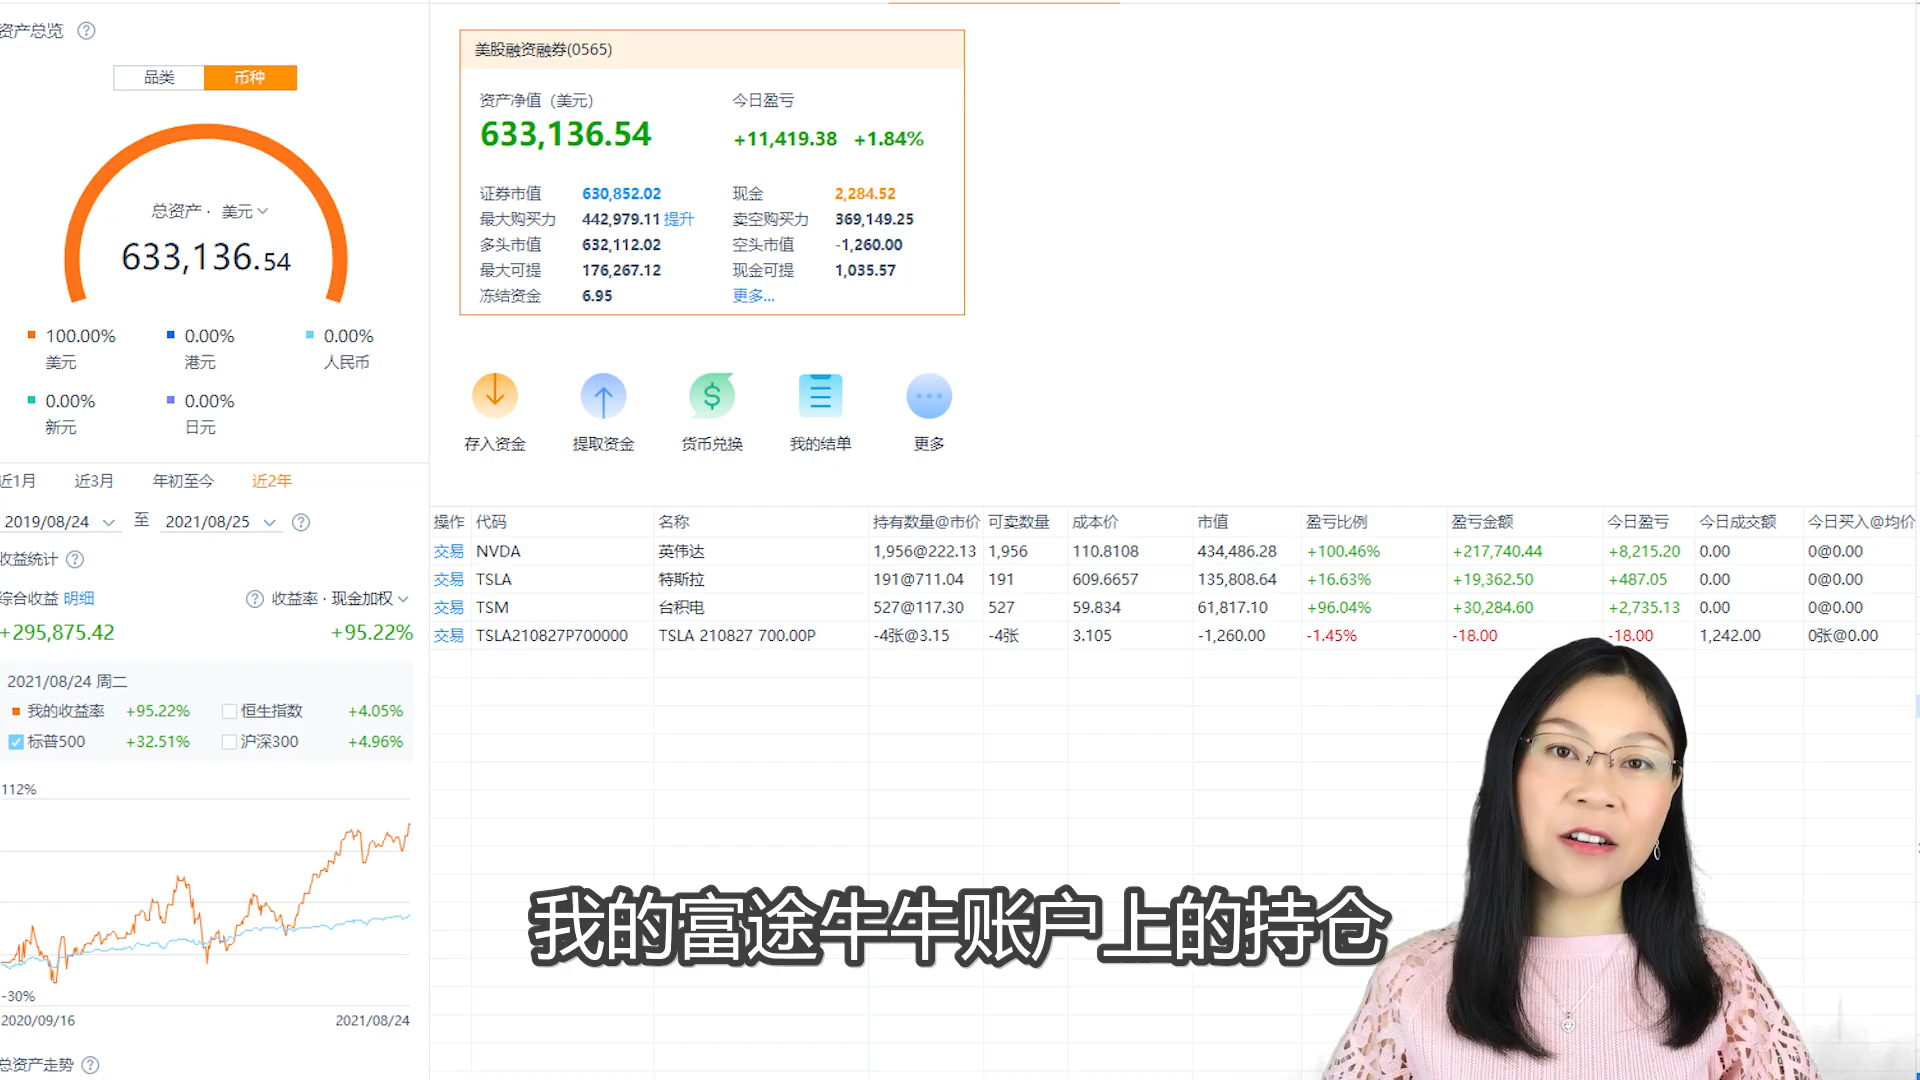 资产总览
品类 币种
总资产 · 美元
633,136.54
100.00% 0.00% 0.00%
美元 港元 人民币
0.00% 0.00%
新元 日元
近1月 近3月 年初至今 近2年
2019/08/24 至 2021/08/25
收益统计
综合收益 明细 收益率 · 现金加权
+295,875.42 +95.22%
2021/08/24 周二
我的收益率 +95.22% 恒生指数 +4.05%
标普500 +32.51% 沪深300 +4.96%
112%
-30%
2020/09/16 2021/08/24
总资产走势
美股融资融券(0565)
资产净值（美元） 今日盈亏
633,136.54 +11,419.38 +1.84%
证券市值 630,852.02 现金 2,284.52
最大购买力 442,979.11 提升 卖空购买力 369,149.25
多头市值 632,112.02 空头市值 -1,260.00
最大可提 176,267.12 现金可提 1,035.57
冻结资金 6.95 更多...
存入资金 提取资金 货币兑换 我的结单 更多
操作 代码 名称 持有数量@市价 可卖数量 成本价 市值 盈亏比例 盈亏金额 今日盈亏 今日成交额 今日买入@均价
交易 NVDA 英伟达 1,956@222.13 1,956 110.8108 434,486.28 +100.46% +217,740.44 +8,215.20 0.00 0@0.00
交易 TSLA 特斯拉 191@711.04 191 609.6657 135,808.64 +16.63% +19,362.50 +487.05 0.00 0@0.00
交易 TSM 台积电 527@117.30 527 59.834 61,817.10 +96.04% +30,284.60 +2,735.13 0.00 0@0.00
交易 TSLA210827P700000 TSLA 210827 700.00P -4张@3.15 -4张 3.105 -1,260.00 -1.45% -18.00 -18.00 1,242.00 0张@0.00
我的富途牛牛账户上的持仓